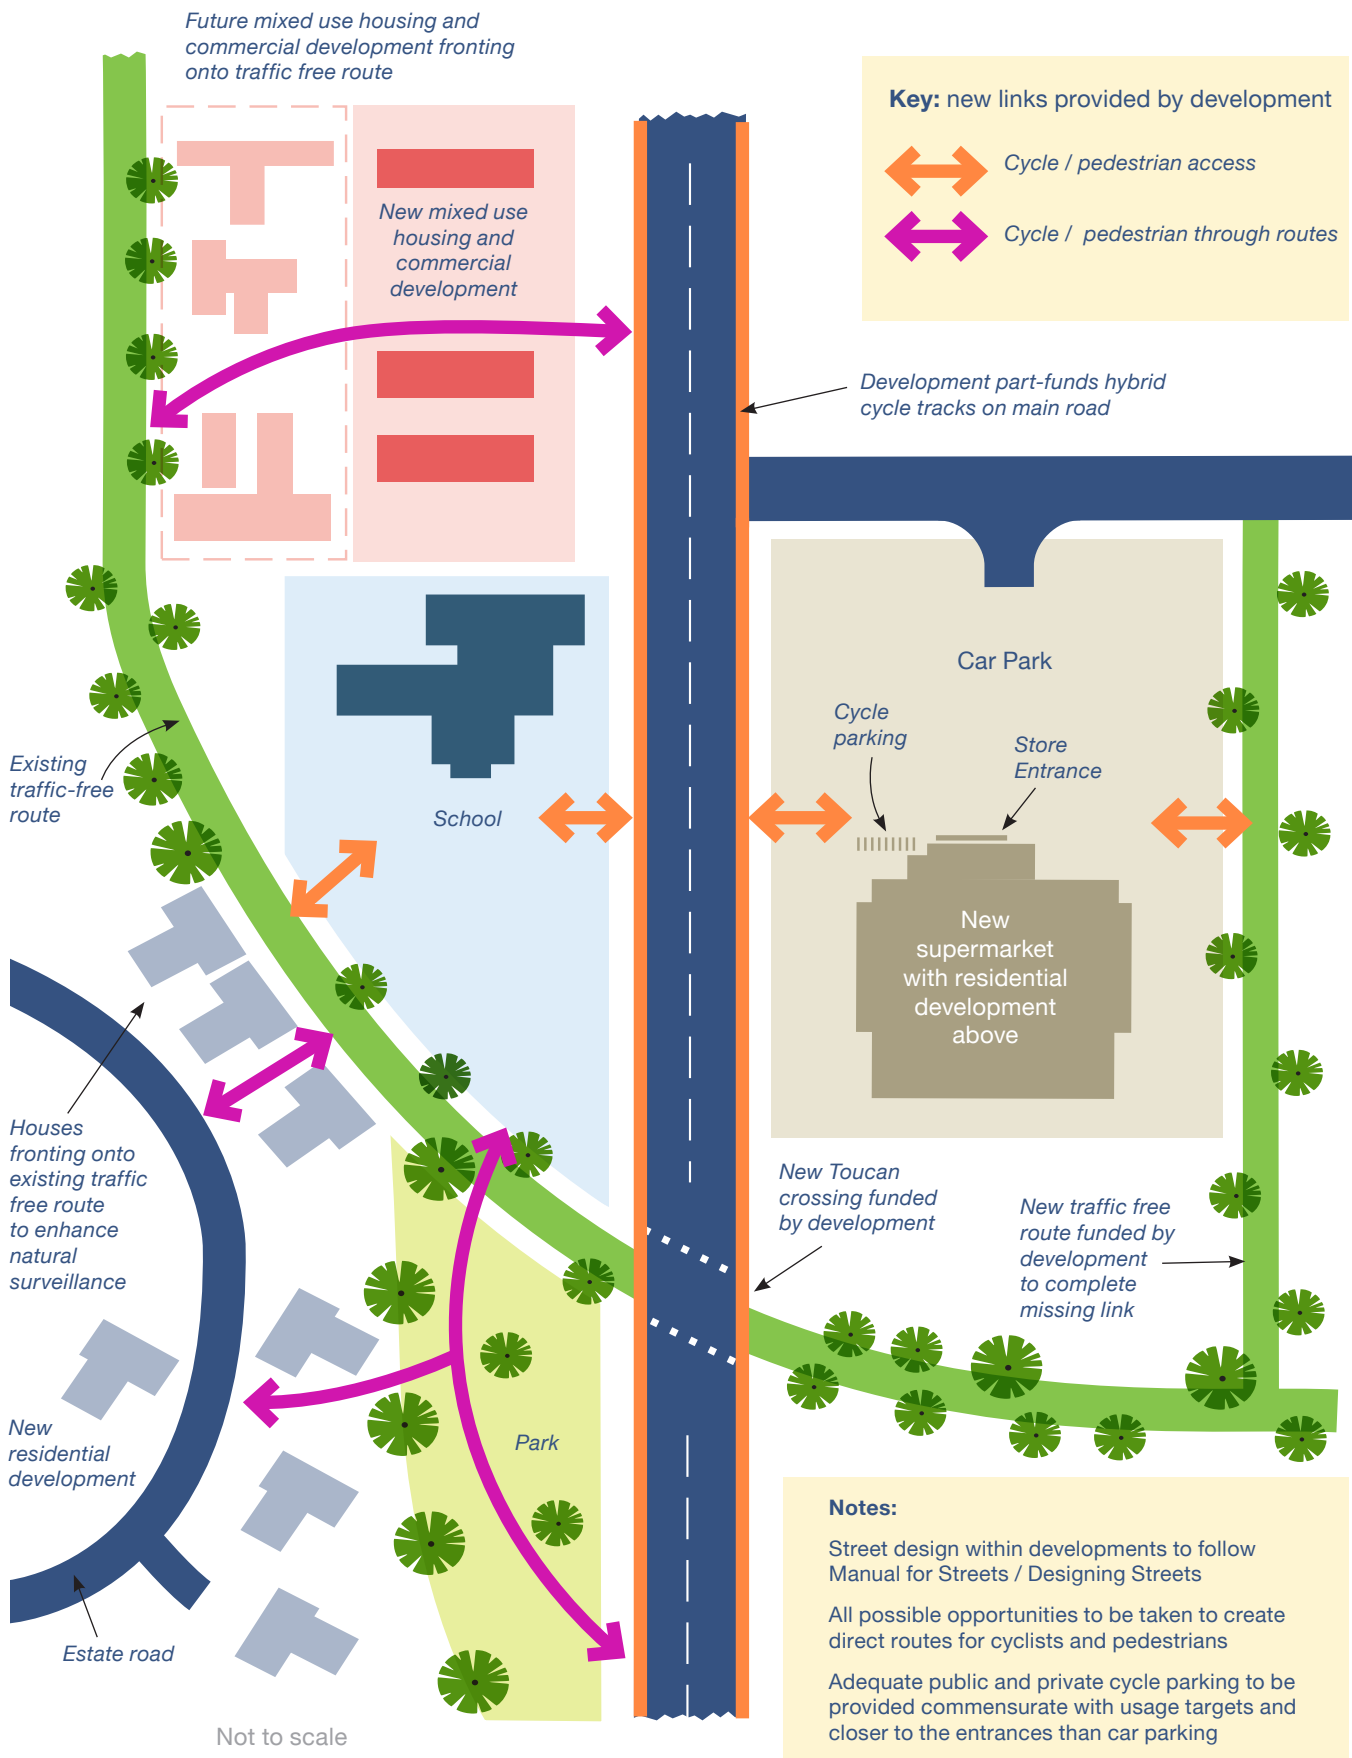 Future mixed use housing and
commercial development fronting
onto traffic free route
Key: new links provided by development
Cycle / pedestrian access
Cycle / pedestrian through routes
New mixed use
housing and
commercial
development
Development part-funds hybrid
cycle tracks on main road
Car Park
Cycle
parking
Store
Entrance
Existing
traffic-free
route
School
New
supermarket
with residential
development
above
Houses
fronting onto
existing traffic
free route
to enhance
natural
surveillance
New Toucan
crossing funded
by development
New traffic free
route funded by
development
to complete
missing link
New
residential
development
Park
Estate road
Not to scale
Notes:
Street design within developments to follow
Manual for Streets / Designing Streets
All possible opportunities to be taken to create
direct routes for cyclists and pedestrians
Adequate public and private cycle parking to be
provided commensurate with usage targets and
closer to the entrances than car parking